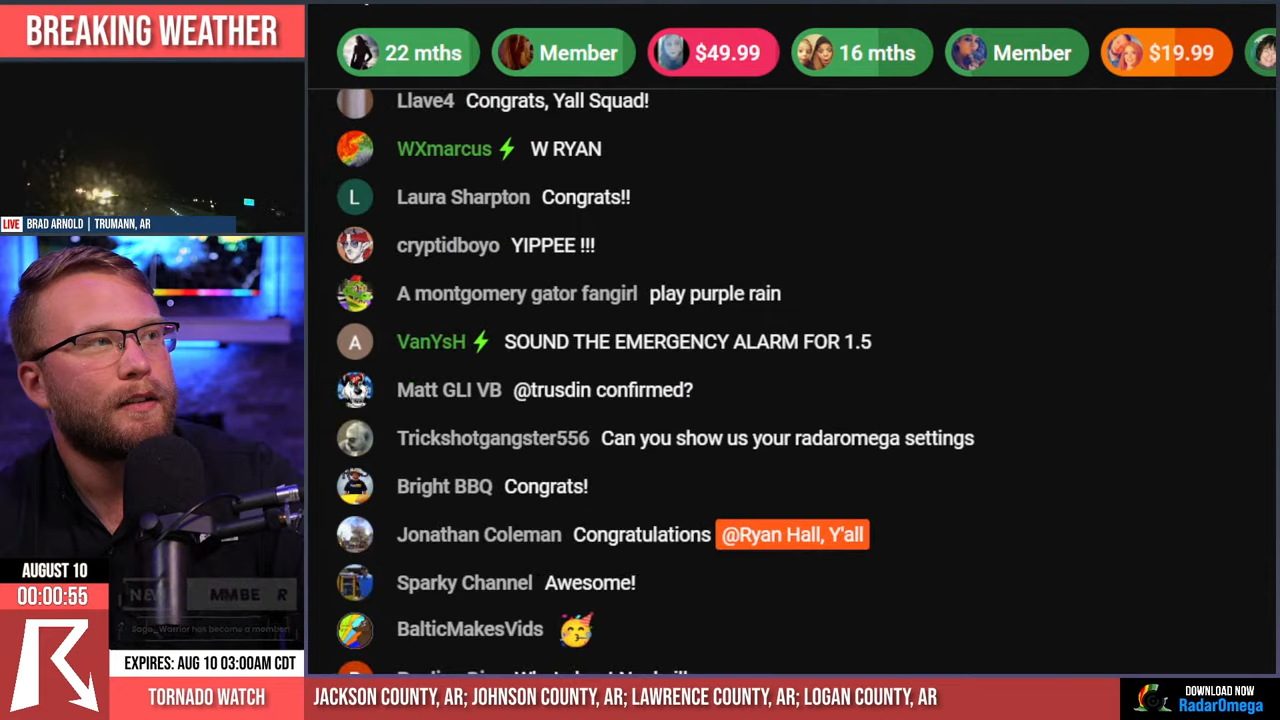 BREAKING WEATHER
22 mths
Member
$49.99
16 mths
Member
$19.99
Llave4 Congrats, Yall Squad!
WXmarcus W RYAN
L Laura Sharpton Congrats!!
cryptidboyo YIPPEE !!!
A montgomery gator fangirl play purple rain
A VanYsH SOUND THE EMERGENCY ALARM FOR 1.5
Matt GLI VB @trusdin confirmed?
Trickshotgangster556 Can you show us your radaromega settings
Bright BBQ Congrats!
Jonathan Coleman Congratulations @Ryan Hall, Y'all
Sparky Channel Awesome!
BalticMakesVids
LIVE BRAD ARNOLD | TRUMANN, AR
AUGUST 10
00:00:55
has become a member!
EXPIRES: AUG 10 03:00AM CDT
TORNADO WATCH
JACKSON COUNTY, AR; JOHNSON COUNTY, AR; LAWRENCE COUNTY, AR; LOGAN COUNTY, AR
DOWNLOAD NOW
RadarOmega